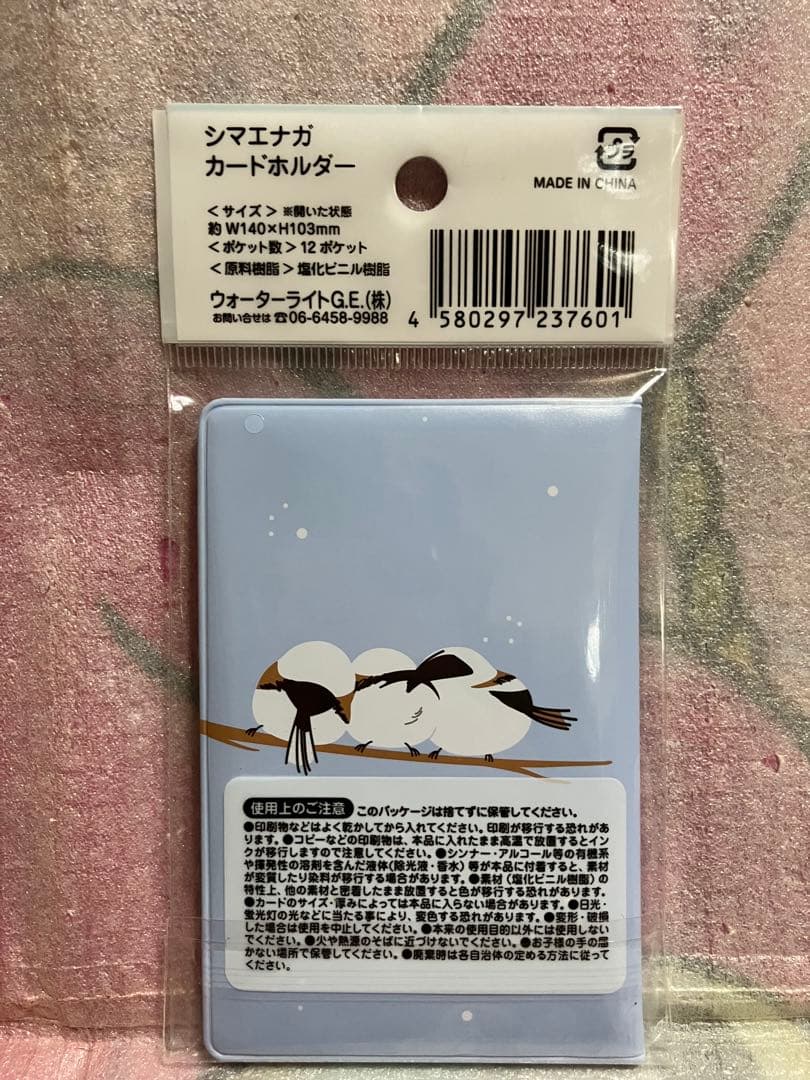 シマエナガ
カードホルダー
プラ
MADE IN CHINA
＜サイズ＞※開いた状態
約W140×H103mm
＜ポケット数＞12ポケット
＜原料樹脂＞塩化ビニル樹脂
ウォーターライトG.E.(株)
お問い合せは☎06-6458-9988
4 580297 237601
使用上のご注意 このパッケージは捨てずに保管してください。
●印刷物などはよく乾かしてから入れてください。印刷が移行する恐れがあ
ります。●コピーなどの印刷物は、本品に入れたまま高温で放置するとイン
クが移行しますので注意してください。●シンナー・アルコール等の有機系
や揮発性の溶剤を含んだ液体(除光液・香水)等が本品に付着すると、素材
が変質したり染料が移行する場合があります。●素材(塩化ビニル樹脂)の
特性上、他の素材と密着したまま放置すると色が移行する恐れがあります。
●カードのサイズ・厚みによっては本品に入らない場合があります。●日光・
蛍光灯の光などに当たる事により、変色する恐れがあります。●変形・破損
した場合は使用を中止してください。●本来の使用目的以外には使用しない
でください。●火や熱源のそばに近づけないでください。●お子様の手の届
かない場所で保管してください。●廃棄時は各自治体の定める方法に従って
ください。